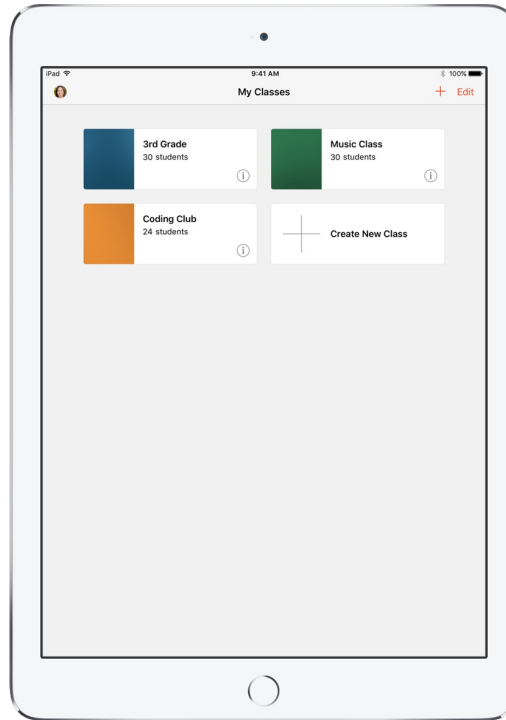 iPad 9:41 AM 100%
My Classes + Edit
3rd Grade
30 students
Music Class
30 students
Coding Club
24 students
Create New Class